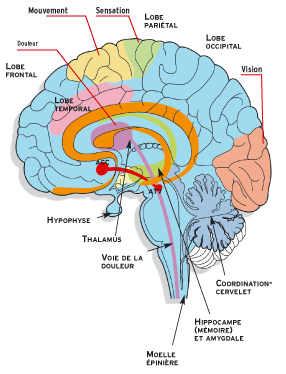 Mouvement
Sensation
LOBE
PARIÉTAL
LOBE
OCCIPITAL
Douleur
Vision
LOBE
FRONTAL
LOBE
TEMPORAL
AEC
HYPOPHYSE
THALAMUS
VOIE DE LA
DOULEUR
COORDINATION-
CERVELET
HIPPOCAMPE
(MÉMOIRE)
ET AMYGDALE
MOELLE
ÉPINIÈRE